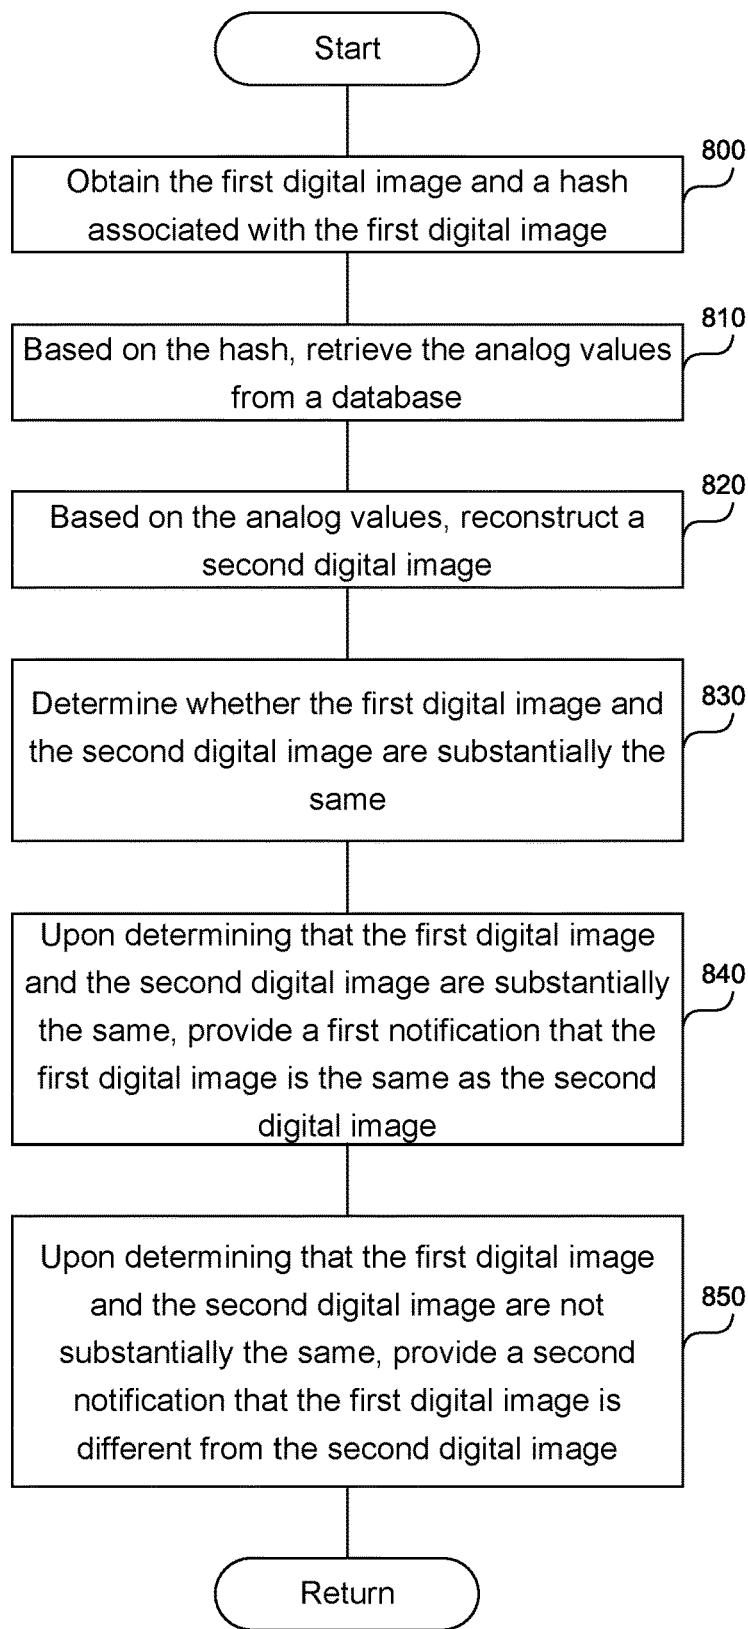 Start
800
Obtain the first digital image and a hash
associated with the first digital image
810
Based on the hash, retrieve the analog values
from a database
820
Based on the analog values, reconstruct a
second digital image
830
Determine whether the first digital image and
the second digital image are substantially the
same
Upon determining that the first digital image
840
and the second digital image are substantially
the same, provide a first notification that the
first digital image is the same as the second
digital image
Upon determining that the first digital image
850
and the second digital image are not
substantially the same, provide a second
notification that the first digital image is
different from the second digital image
Return